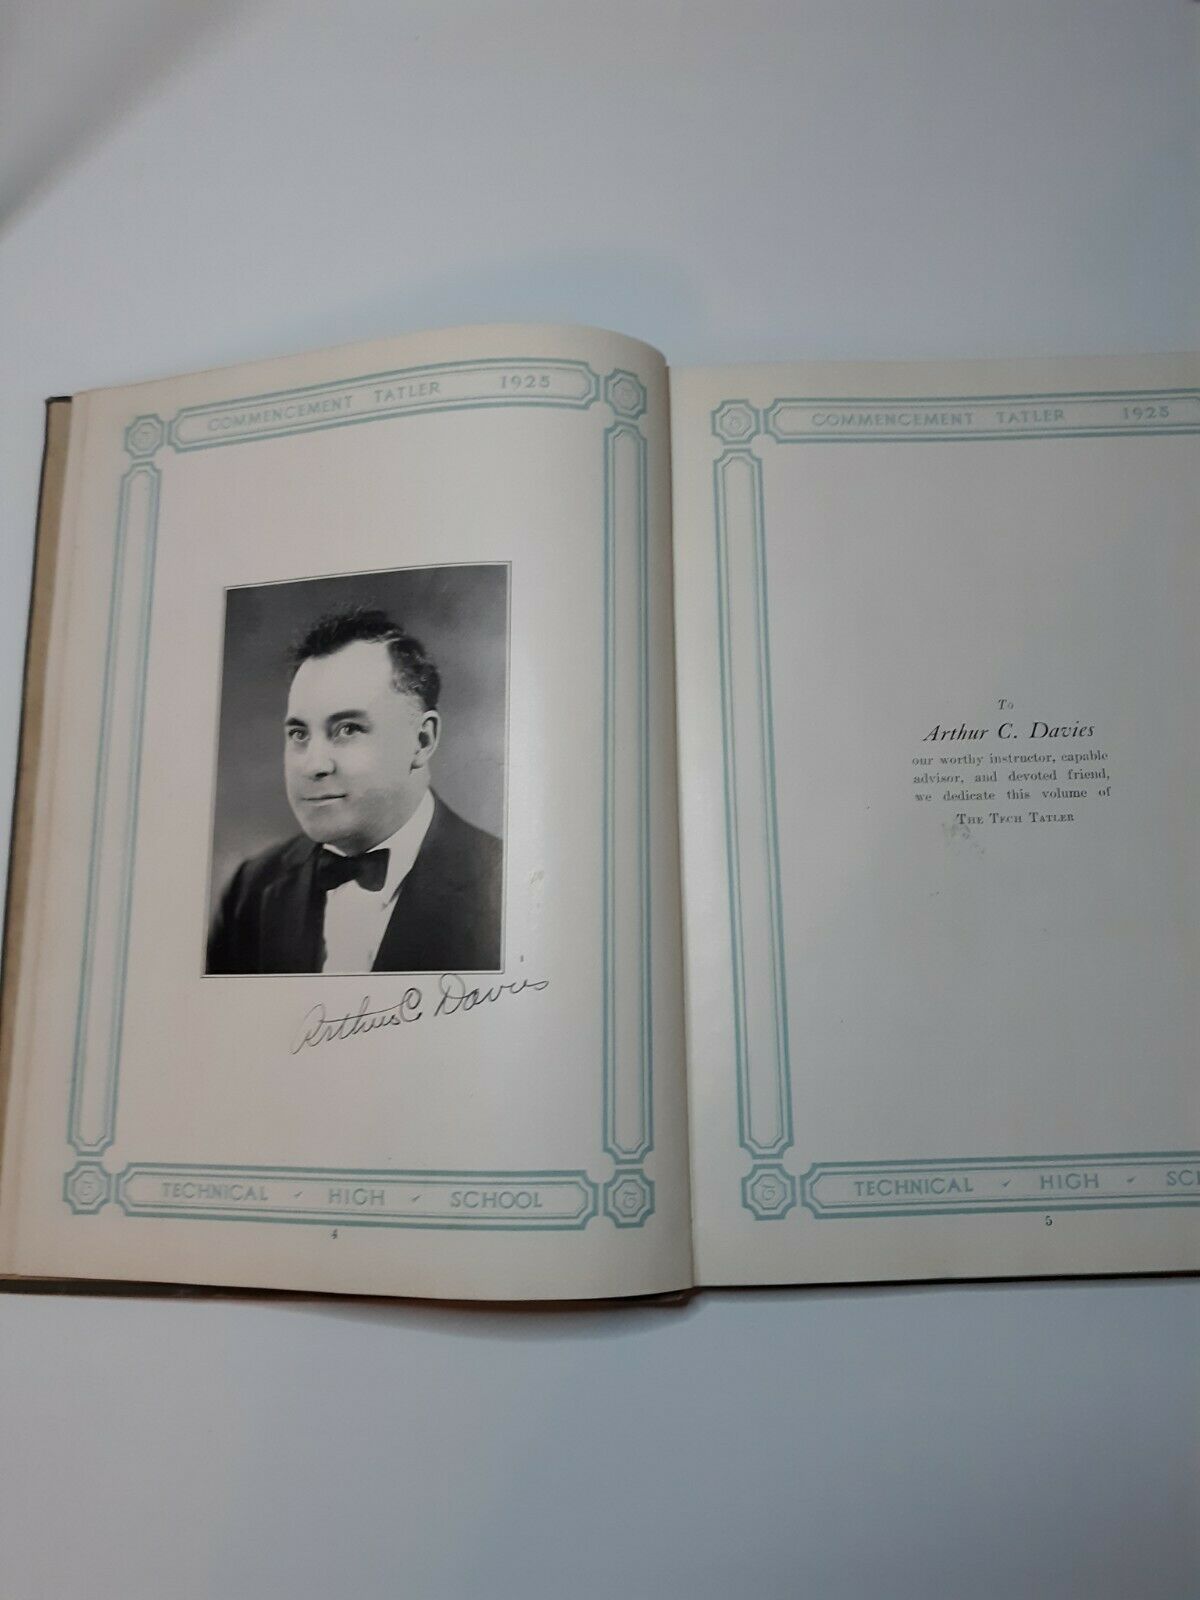 COMMENCEMENT TATLER 1925
Arthur C Davies
TECHNICAL HIGH SCHOOL
4
COMMENCEMENT TATLER 1925
To
Arthur C. Davies
our worthy instructor, capable
advisor, and devoted friend,
we dedicate this volume of
THE TECH TATLER
TECHNICAL HIGH SC
5